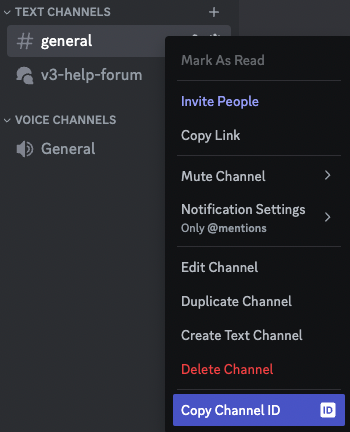 TEXT CHANNELS
general
v3-help-forum
VOICE CHANNELS
General
Mark As Read
Invite People
Copy Link
Mute Channel
Notification Settings
Only @mentions
Edit Channel
Duplicate Channel
Create Text Channel
Delete Channel
Copy Channel ID
ID